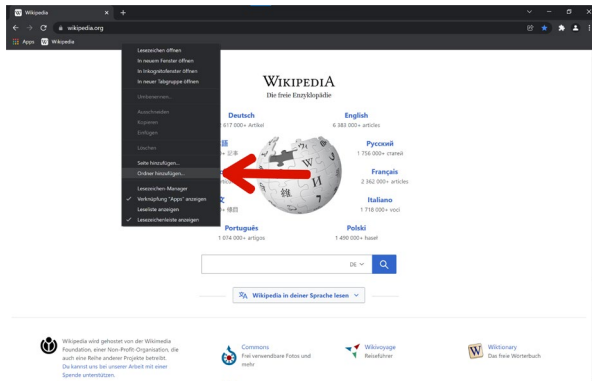 Wikipedia
wikipedia.org
Apps
Wikipedia
Lesezeichen öffnen
In neuem Fenster öffnen
In Inkognitofenster öffnen
In neuer Tabgruppe öffnen
Umbenennen...
Ausschneiden
Kopieren
Einfügen
Löschen
Seite hinzufügen...
Ordner hinzufügen...
Lesezeichen-Manager
Verknüpfung "Apps" anzeigen
Leseliste anzeigen
Lesezeichenleiste anzeigen
WIKIPEDIA
Die freie Enzyklopädie
Deutsch
617 000+ Artikel
English
6 383 000+ articles
Русский
1 756 000+ статей
Français
2 362 000+ articles
Italiano
1 718 000+ voci
Português
1 074 000+ artigos
Polski
1 490 000+ haseł
DE
Wikipedia in deiner Sprache lesen
Wikipedia wird gehostet von der Wikimedia
Foundation, einer Non-Profit-Organisation, die
auch eine Reihe anderer Projekte betreibt.
Du kannst uns bei unserer Arbeit mit einer
Spende unterstützen.
Commons
Frei verwendbare Fotos und
mehr
Wikivoyage
Reiseführer
Wiktionary
Das freie Wörterbuch